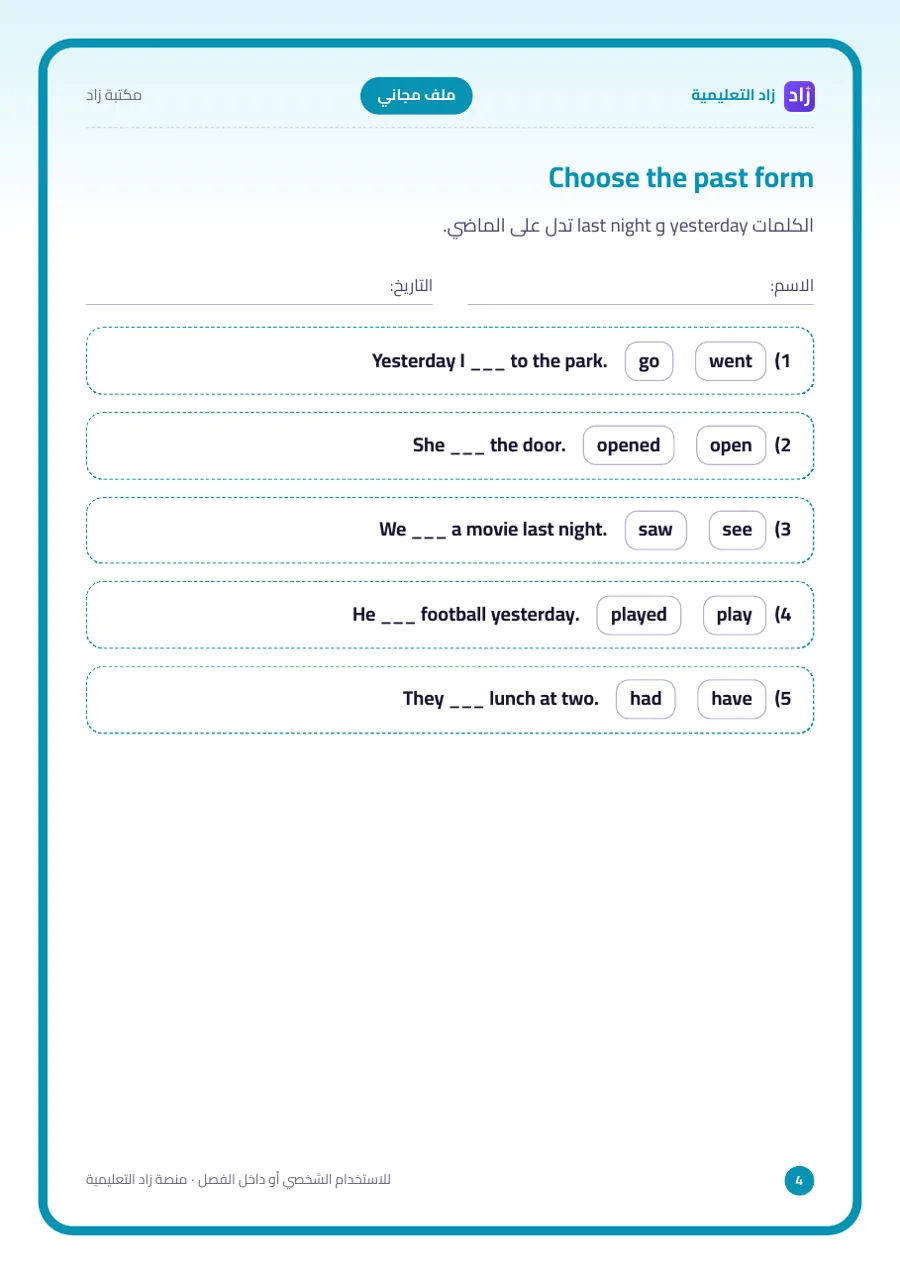 زاد زاد التعليمية
ملف مجاني
مكتبة زاد
Choose the past form
الكلمات yesterday و last night تدل على الماضي.
الاسم:
التاريخ:
1) went go Yesterday I ___ to the park.
2) open opened She ___ the door.
3) see saw We ___ a movie last night.
4) play played He ___ football yesterday.
5) have had They ___ lunch at two.
4
للاستخدام الشخصي أو داخل الفصل · منصة زاد التعليمية